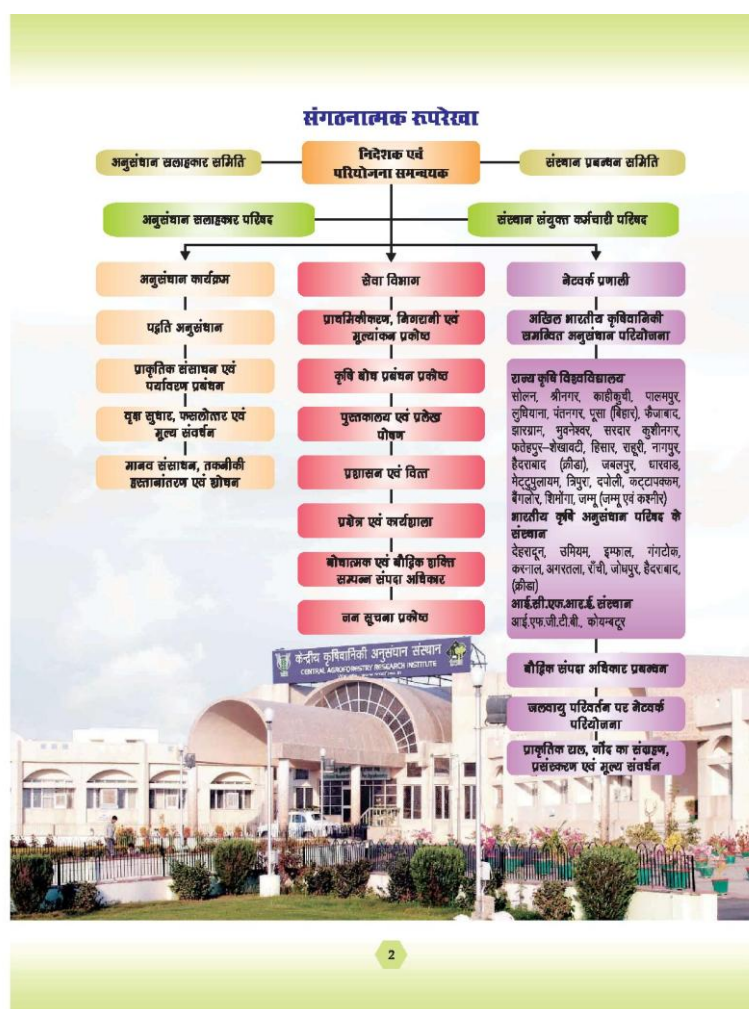 संगठनात्मक रूपरेखा
निदेशक एवं
परियोजना समन्वयक
अनुसंधान सलाहकार समिति
संस्थान प्रबन्धन समिति
अनुसंधान सलाहकार परिषद
संस्थान संयुक्त कर्मचारी परिषद
अनुसंधान कार्यक्रम
पद्वति अनुसंधान
प्राकृतिक संसाधन एवं
पर्यावरण प्रबंधन
वृक्ष सुधार, फसलोत्तर एवं
मूल्य संवर्धन
मानव संसाधन, तकनीकी
हस्तानांतरण एवं शोधन
सेवा विभाग
प्राथमिकीकरण, निगरानी एवं
मूल्यांकन प्रकोष्ठ
कृषि बोध प्रबंधन प्रकोष्ठ
पुस्तकालय एवं प्रलेख
पोषण
प्रशासन एवं वित्त
प्रक्षेत्र एवं कार्यशाला
बोधात्मक एवं बौद्विक शक्ति
सम्पन्न संपदा अधिकार
जन सूचना प्रकोष्ठ
नेटवर्क प्रणाली
अखिल भारतीय कृषिवानिकी
समन्वित अनुसंधान परियोजना
राज्य कृषि विश्वविद्यालय
सोलन, श्रीनगर, काहीकुची, पालमपुर,
लुधियाना, पंतनगर, पूसा (बिहार), फैजाबाद,
झारग्राम, भुवनेश्वर, सरदार कुशीनगर,
फतेहपुर–शेखावटी, हिसार, राहूरी, नागपुर,
हैदराबाद (क्रीडा), जबलपुर, धारवाड,
मेट्टुपुलायम, त्रिपुरा, दपोली, कट्टापक्कम,
बैंगलोर, शिमोंगा, जम्मू (जम्मू एवं कश्मीर)
भारतीय कृषि अनुसंधान परिषद के
संस्थान
देहरादून, उमियम, इम्फाल, गंगटोक,
करनाल, अगरतला, राँची, जोधपुर, हैदराबाद,
(क्रीडा)
आई.सी.एफ.आर.ई. संस्थान
आई.एफ.जी.टी.बी., कोयम्बटूर
बौद्विक संपदा अधिकार प्रबन्धन
जलवायु परिवर्तन पर नेटवर्क
परियोजना
प्राकृतिक राल, गोंद का संग्रहण,
प्रसंस्करण एवं मूल्य संवर्धन
केन्द्रीय कृषिवानिकी अनुसंधान संस्थान
CENTRAL AGROFORESTRY RESEARCH INSTITUTE
2